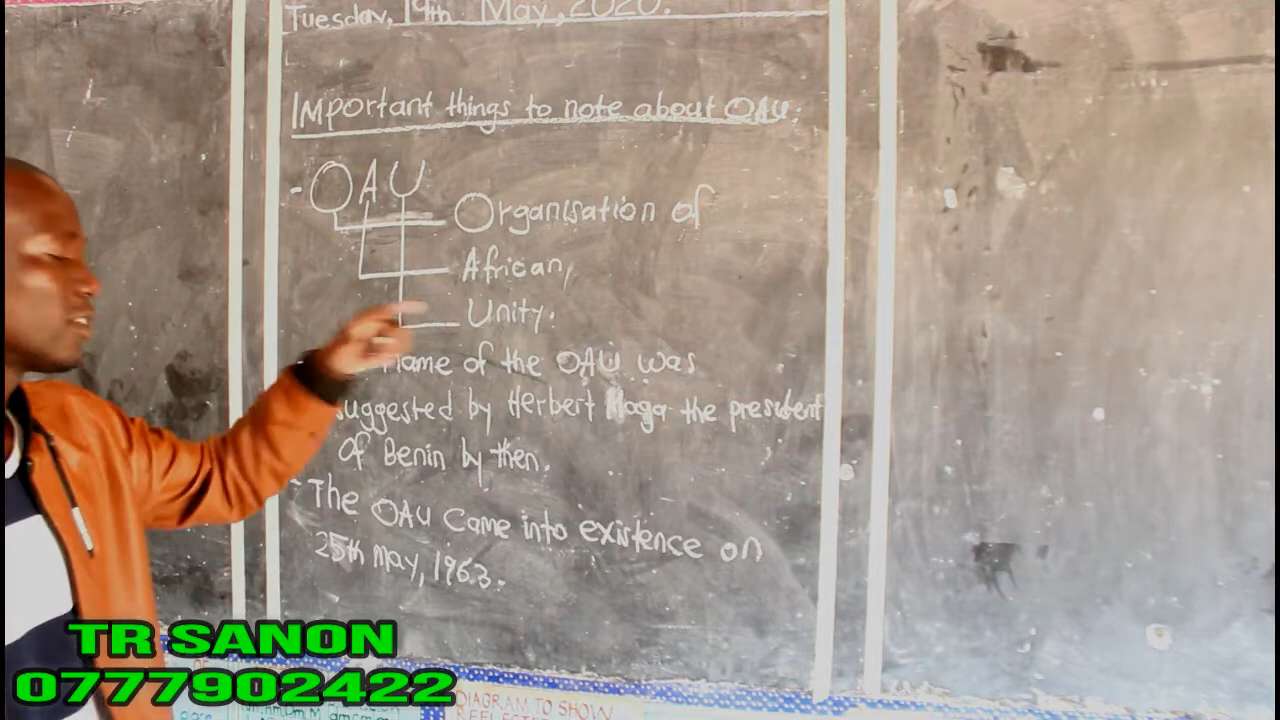 Tuesday, 19th May, 2020.
Important things to note about OAU.
- OAU
Organisation of
African,
Unity.
name of the OAU was
suggested by Herbert Maga the president
of Benin by then.
- The OAU came into existence on
25th May, 1963.
TR SANON
0777902422
DIAGRAM TO SHOW